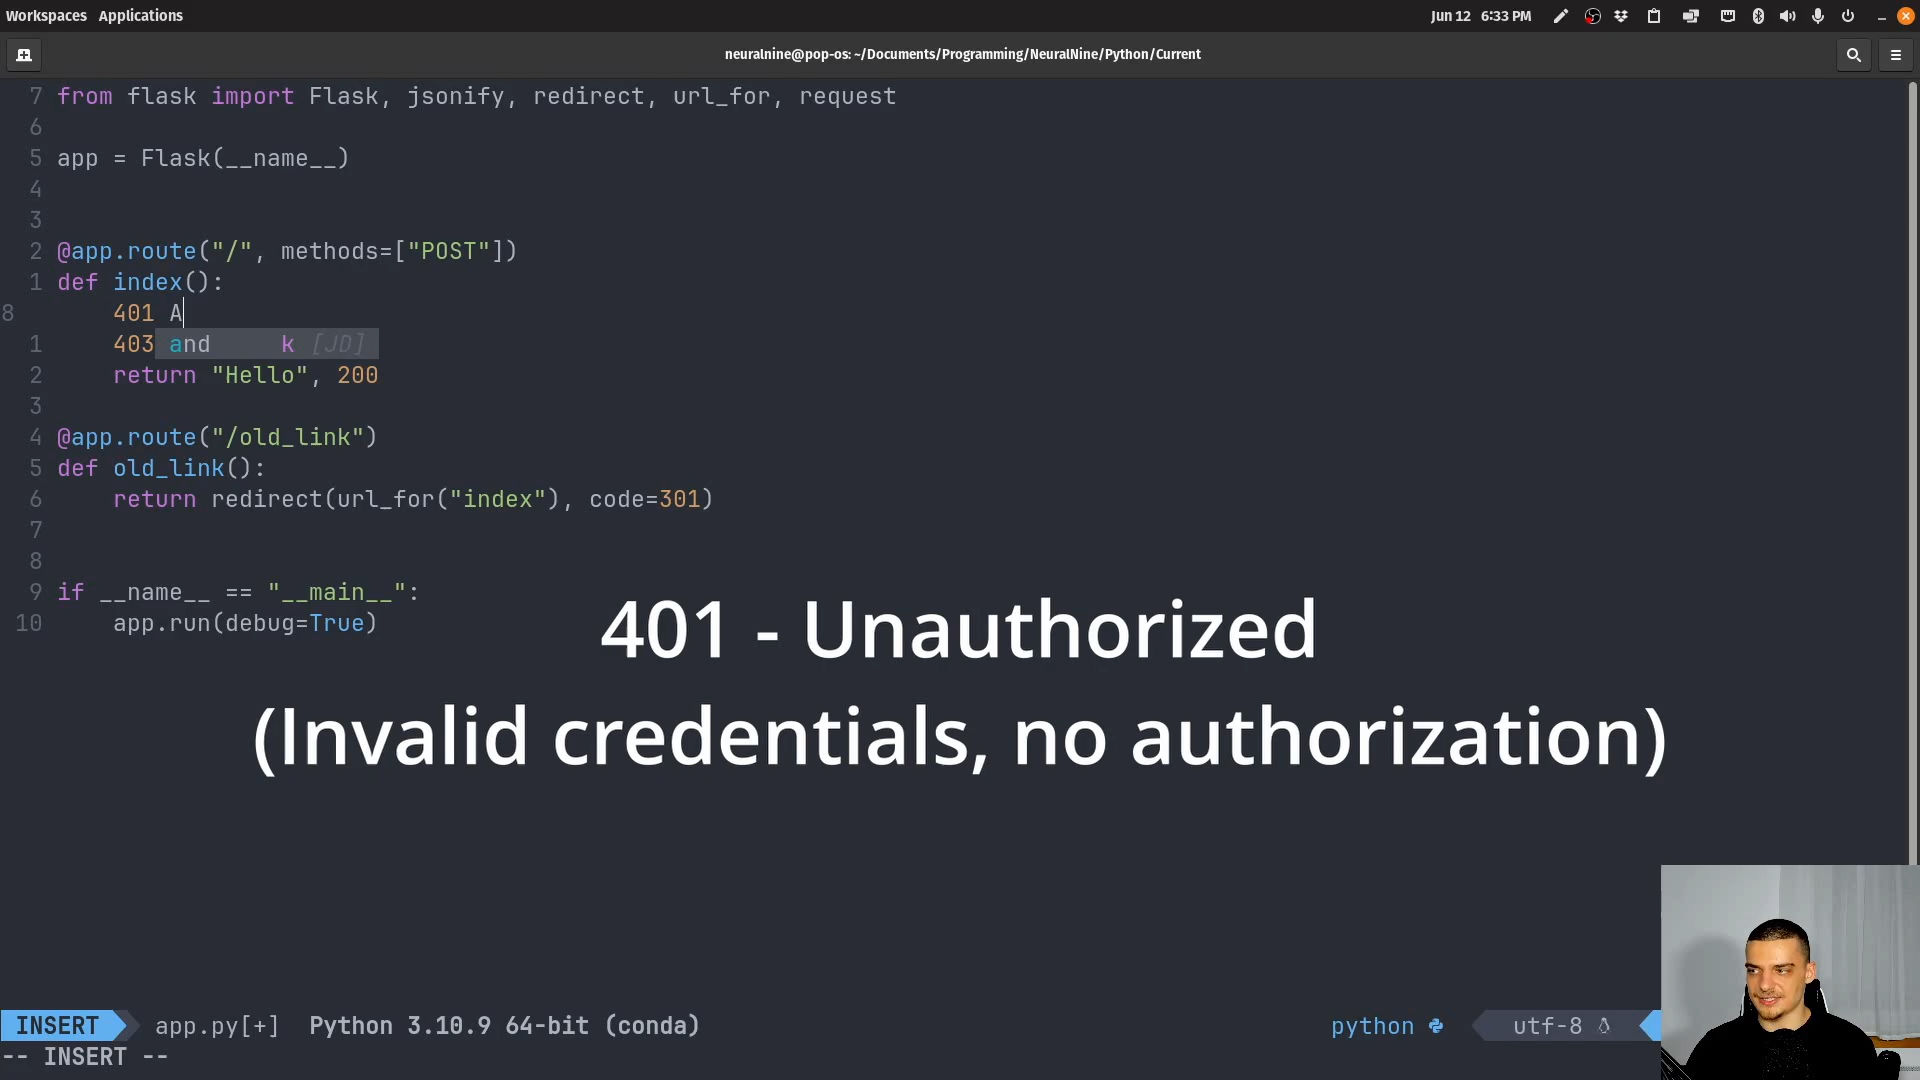 Workspaces Applications
Jun 12 6:33 PM
neuralnine@pop-os: ~/Documents/Programming/NeuralNine/Python/Current
7 from flask import Flask, jsonify, redirect, url_for, request
6
5 app = Flask(__name__)
4
3
2 @app.route("/", methods=["POST"])
1 def index():
8 401 A
1 403 and k [JD]
2 return "Hello", 200
3
4 @app.route("/old_link")
5 def old_link():
6 return redirect(url_for("index"), code=301)
7
8
9 if __name__ == "__main__":
10 app.run(debug=True)
401 - Unauthorized
(Invalid credentials, no authorization)
INSERT app.py[+] Python 3.10.9 64-bit (conda) python utf-8
-- INSERT --